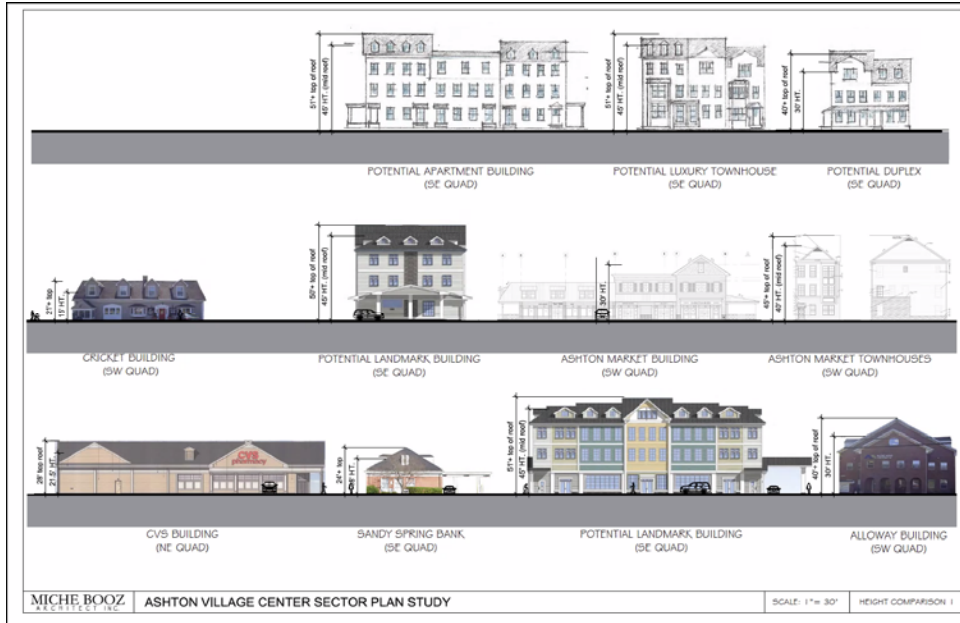 51'+ top of roof
45' HT. (mid roof)
51'+ top of roof
45' HT. (mid roof)
40'+ top of roof
30' HT.
POTENTIAL APARTMENT BUILDING
(SE QUAD)
POTENTIAL LUXURY TOWNHOUSE
(SE QUAD)
POTENTIAL DUPLEX
(SE QUAD)
21'+ top
15' HT.
50'+ top of roof
45' HT. (mid roof)
30' HT.
45'+ top of roof
40' HT. (mid roof)
CRICKET BUILDING
(SW QUAD)
POTENTIAL LANDMARK BUILDING
(SE QUAD)
ASHTON MARKET BUILDING
(SW QUAD)
ASHTON MARKET TOWNHOUSES
(SW QUAD)
28' top roof
21.5' HT.
CVS
pharmacy
24'+ top
51'+ top of roof
45' HT. (mid roof)
40'+ top of roof
30' HT.
CVS BUILDING
(NE QUAD)
SANDY SPRING BANK
(SE QUAD)
POTENTIAL LANDMARK BUILDING
(SE QUAD)
ALLOWAY BUILDING
(SW QUAD)
MICHE BOOZ
ARCHITECT INC.
ASHTON VILLAGE CENTER SECTOR PLAN STUDY
SCALE: 1"= 30'
HEIGHT COMPARISON 1